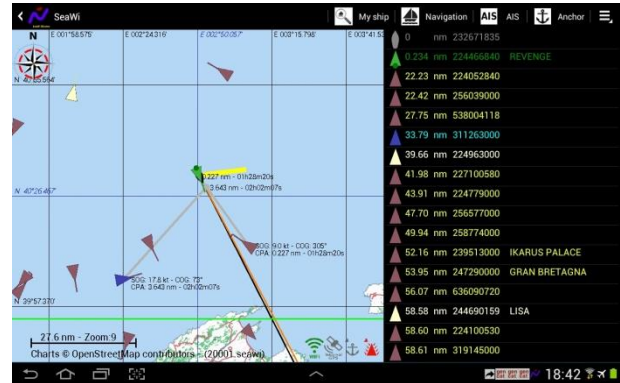 SeaWi
My ship
Navigation
AIS AIS
Anchor
N
E 001°58.575'
E 002°24.316'
E 002°50.057'
E 003°15.798'
E 003°41.53
N 40°26.467'
N 39°57.370'
0.227 nm - 01h28m20s
3.643 nm - 02h02m07s
SOG: 9.0 kt - COG: 305°
CPA: 0.227 nm - 01h28m20s
SOG: 17.8 kt - COG: 73°
CPA: 3.643 nm - 02h02m07s
27.6 nm - Zoom:9
Charts © OpenStreetMap contributors - (20001.seawi)
WIFI
0 nm 232671835
0.234 nm 224466840 REVENGE
22.23 nm 224052840
22.42 nm 256039000
27.75 nm 538004118
33.79 nm 311263000
39.66 nm 224963000
41.98 nm 227100580
43.91 nm 224779000
47.70 nm 256577000
49.94 nm 258774000
52.16 nm 239513000 IKARUS PALACE
53.95 nm 247290000 GRAN BRETAGNA
56.07 nm 636090720
58.58 nm 244690159 LISA
58.60 nm 224100530
58.61 nm 319145000
18:42